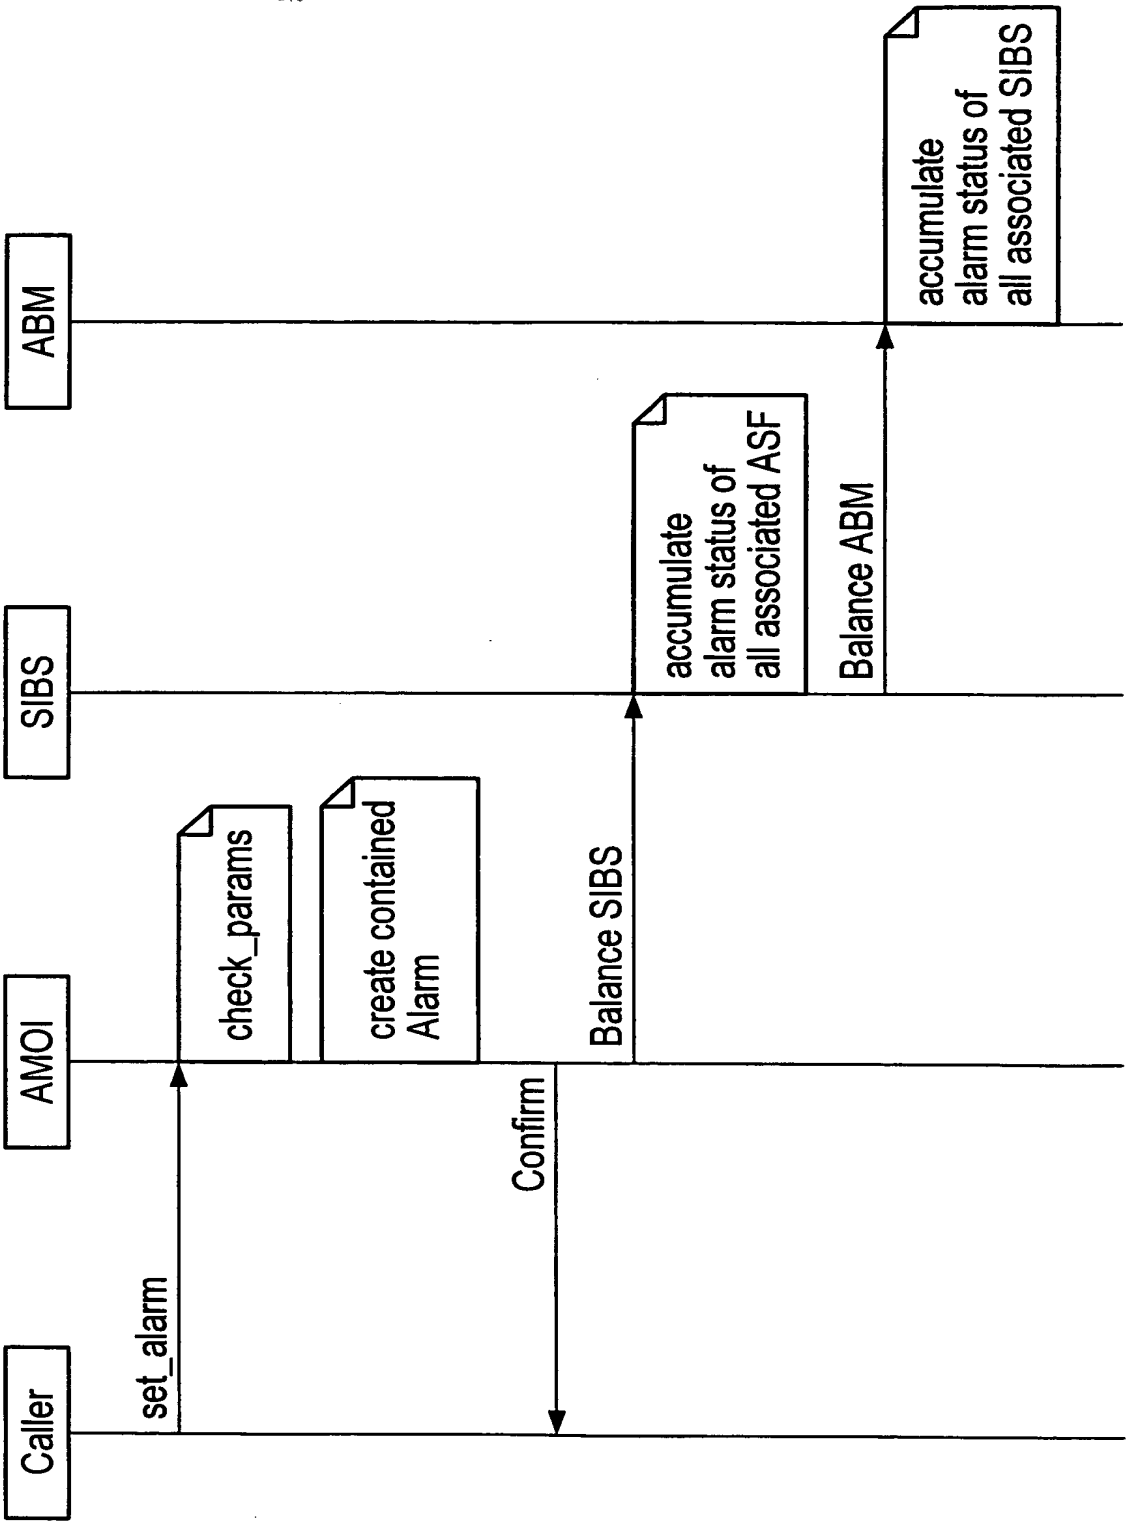 Caller
AMOI
SIBS
ABM
set_alarm
check_params
create contained
Alarm
Confirm
Balance SIBS
accumulate
alarm status of
all associated ASF
Balance ABM
accumulate
alarm status of
all associated SIBS